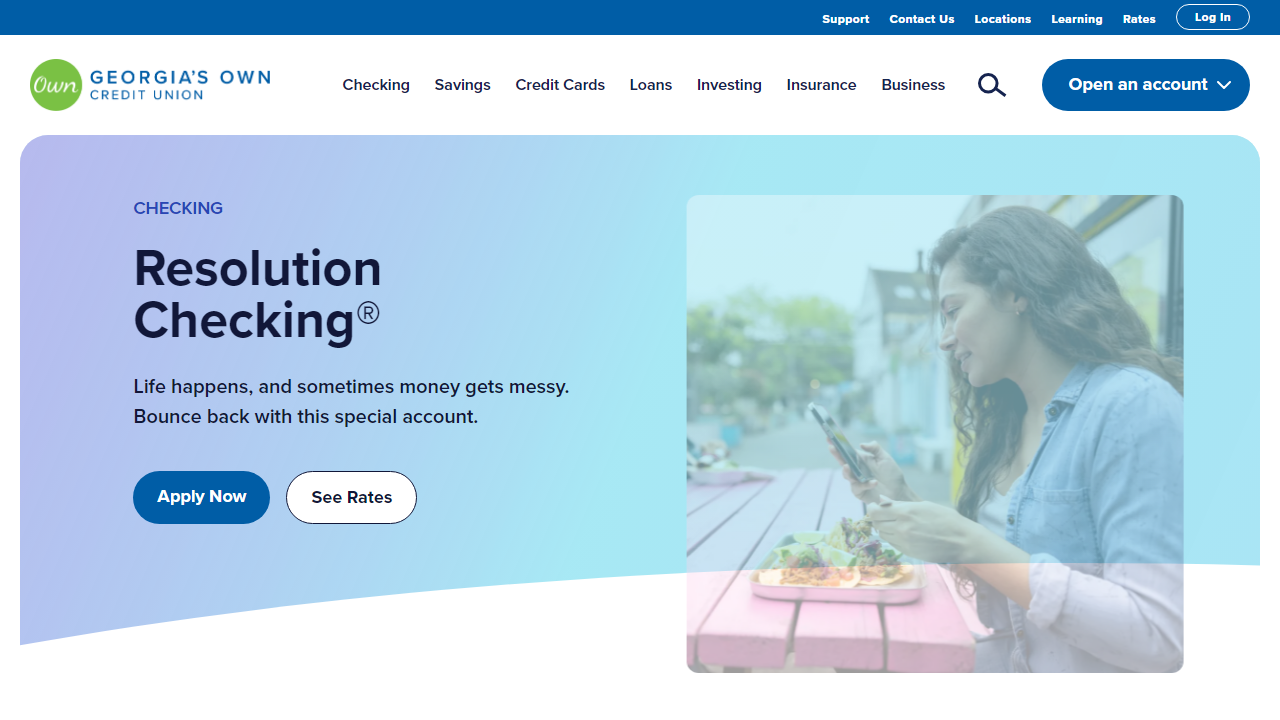 Support Contact Us Locations Learning Rates Log In
Own GEORGIA'S OWN
CREDIT UNION
Checking Savings Credit Cards Loans Investing Insurance Business
Open an account
CHECKING
Resolution
Checking®
Life happens, and sometimes money gets messy.
Bounce back with this special account.
Apply Now See Rates